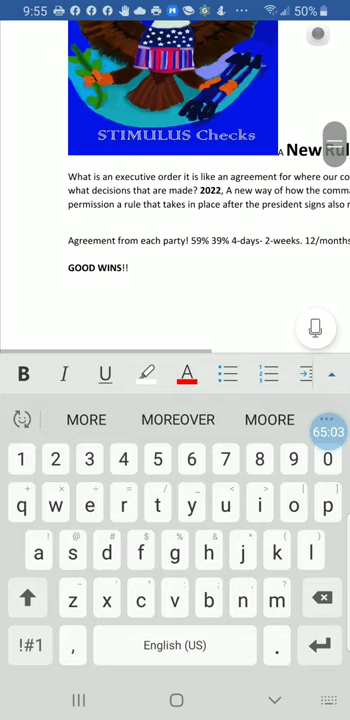 9:55 50%
STIMULUS Checks
A New Rul
What is an executive order it is like an agreement for where our co
what decisions that are made? 2022, A new way of how the comm
permission a rule that takes in place after the president signs also
Agreement from each party! 59% 39% 4-days- 2-weeks. 12/months
GOOD WINS!!
B I U A
MORE MOREOVER MOORE
65:03
1 2 3 4 5 6 7 8 9 0
q w e r t y u i o p
a s d f g h j k l
z x c v b n m
!#1 , English (US) .